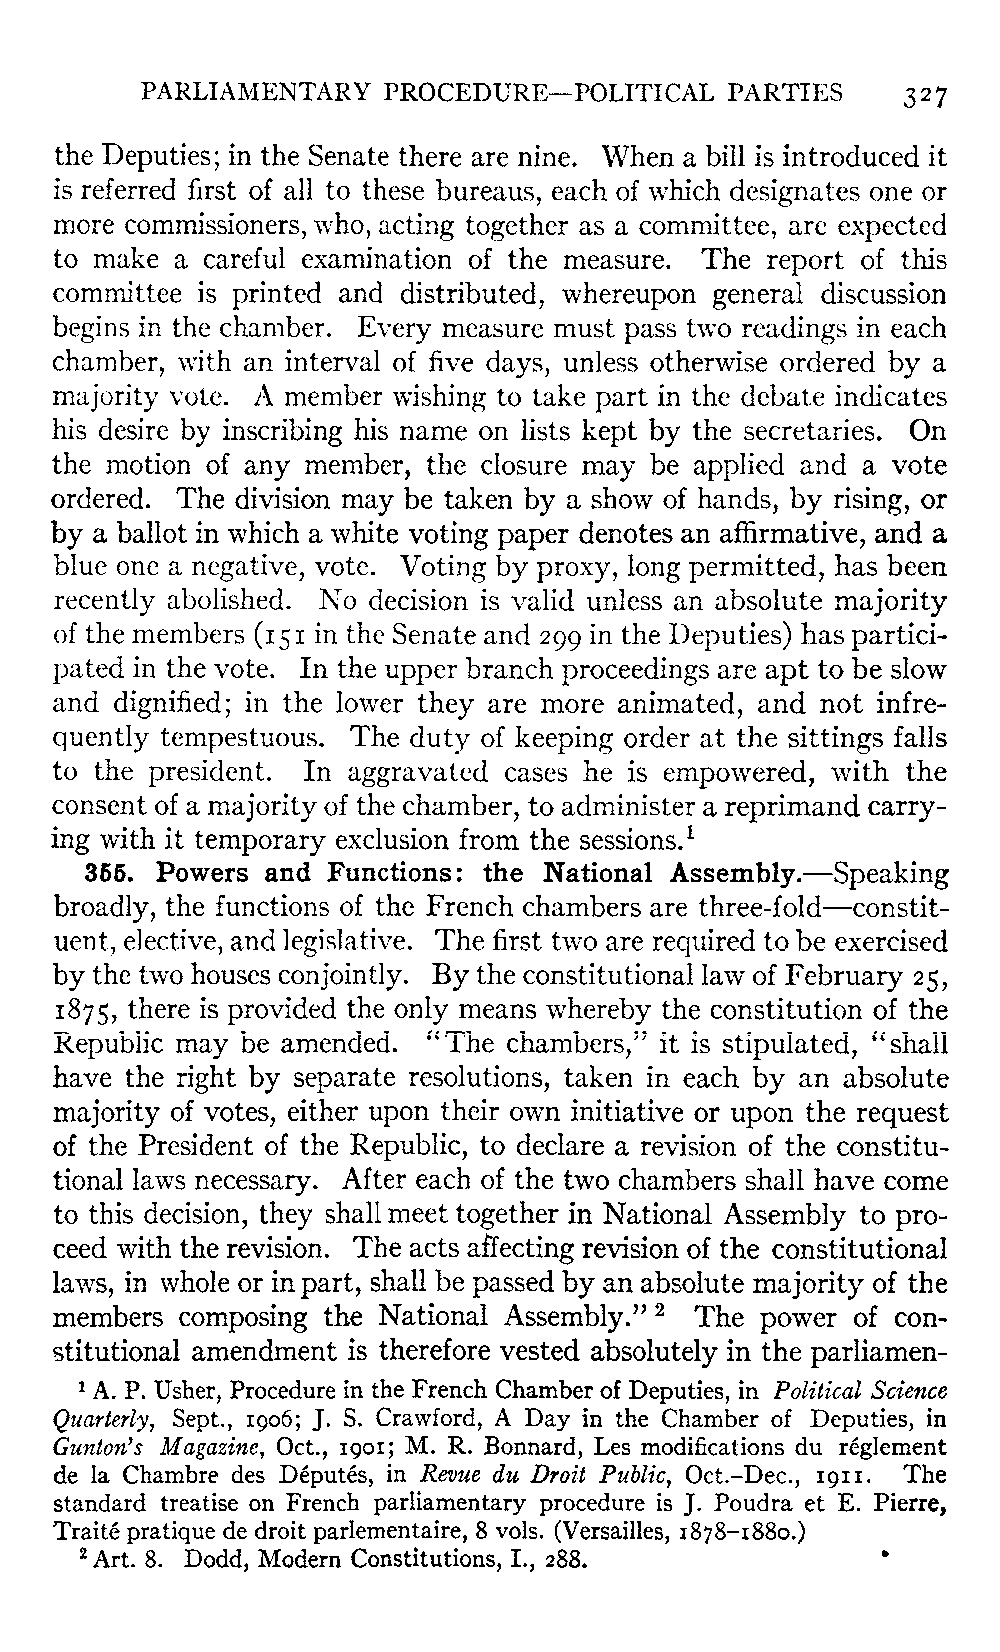 PARLIAMENTARY PROCEDURE—POLITICAL PARTIES 327
the Deputies; in the Senate there are nine. When a bill is introduced it
is referred first of all to these bureaus, each of which designates one or
more commissioners, who, acting together as a committee, are expected
to make a careful examination of the measure. The report of this
committee is printed and distributed, whereupon general discussion
begins in the chamber. Every measure must pass two readings in each
chamber, with an interval of five days, unless otherwise ordered by a
majority vote. A member wishing to take part in the debate indicates
his desire by inscribing his name on lists kept by the secretaries. On
the motion of any member, the closure may be applied and a vote
ordered. The division may be taken by a show of hands, by rising, or
by a ballot in which a white voting paper denotes an affirmative, and a
blue one a negative, vote. Voting by proxy, long permitted, has been
recently abolished. No decision is valid unless an absolute majority
of the members (151 in the Senate and 299 in the Deputies) has partici-
pated in the vote. In the upper branch proceedings are apt to be slow
and dignified; in the lower they are more animated, and not infre-
quently tempestuous. The duty of keeping order at the sittings falls
to the president. In aggravated cases he is empowered, with the
consent of a majority of the chamber, to administer a reprimand carry-
ing with it temporary exclusion from the sessions.¹
355. Powers and Functions: the National Assembly.—Speaking
broadly, the functions of the French chambers are three-fold—constit-
uent, elective, and legislative. The first two are required to be exercised
by the two houses conjointly. By the constitutional law of February 25,
1875, there is provided the only means whereby the constitution of the
Republic may be amended. "The chambers," it is stipulated, "shall
have the right by separate resolutions, taken in each by an absolute
majority of votes, either upon their own initiative or upon the request
of the President of the Republic, to declare a revision of the constitu-
tional laws necessary. After each of the two chambers shall have come
to this decision, they shall meet together in National Assembly to pro-
ceed with the revision. The acts affecting revision of the constitutional
laws, in whole or in part, shall be passed by an absolute majority of the
members composing the National Assembly." ² The power of con-
stitutional amendment is therefore vested absolutely in the parliamen-
¹ A. P. Usher, Procedure in the French Chamber of Deputies, in Political Science
Quarterly, Sept., 1906; J. S. Crawford, A Day in the Chamber of Deputies, in
Gunton's Magazine, Oct., 1901; M. R. Bonnard, Les modifications du réglement
de la Chambre des Députés, in Revue du Droit Public, Oct.–Dec., 1911. The
standard treatise on French parliamentary procedure is J. Poudra et E. Pierre,
Traité pratique de droit parlementaire, 8 vols. (Versailles, 1878–1880.)
² Art. 8. Dodd, Modern Constitutions, I., 288.